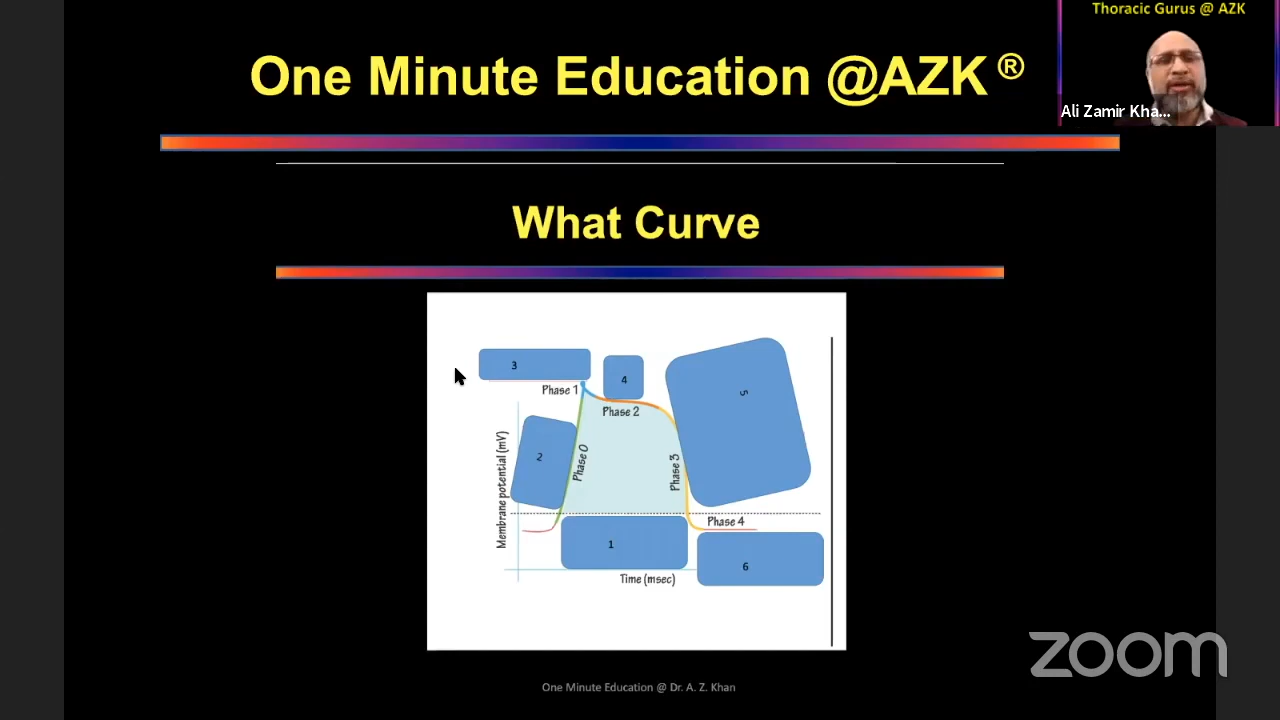 Thoracic Gurus @ AZK
One Minute Education @AZK®
Ali Zamir Kha...
What Curve
3
4
5
Phase 1
Phase 2
2
Phase 0
Phase 3
Membrane potential (mV)
Phase 4
1
6
Time (msec)
zoom
One Minute Education @ Dr. A. Z. Khan